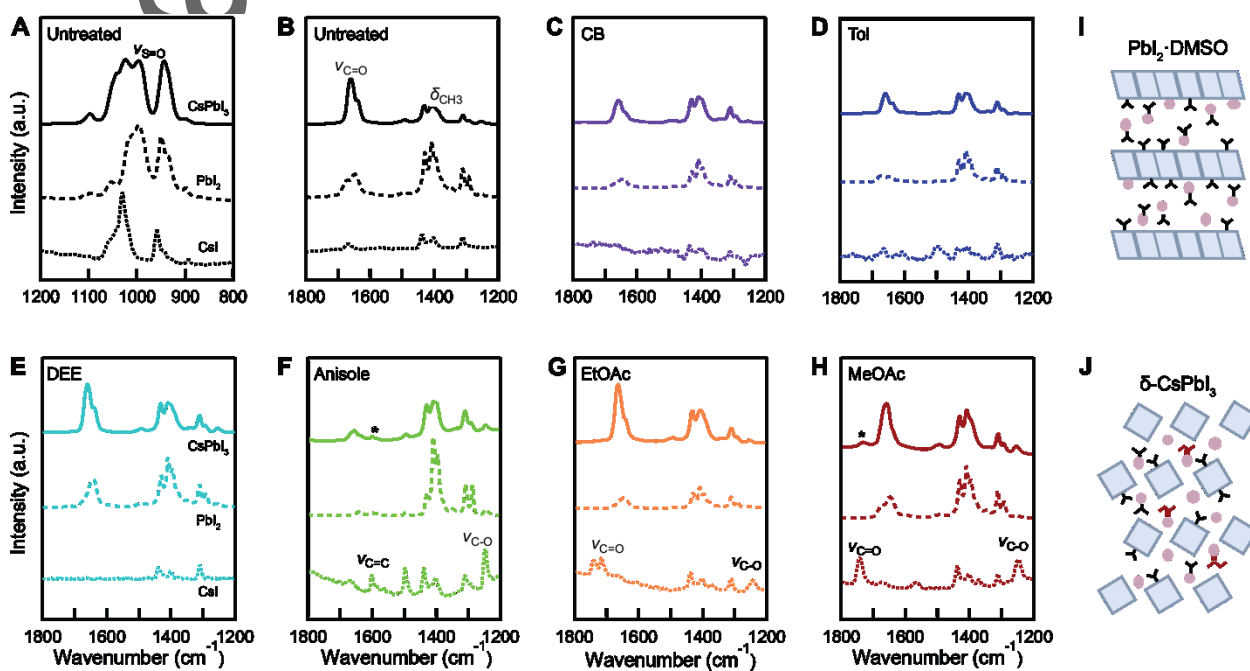 A
Untreated
νS=O
CsPbI3
PbI2
CsI
1200 1000 900 800
B
Untreated
νC=O
δCH3
1800 1600 1400 1200
C
CB
1800 1600 1400 1200
D
Tol
1800 1600 1400 1200
I
PbI2·DMSO
Intensity (a.u.)
E
DEE
CsPbI3
PbI2
CsI
1800 1600 1400 1200
Wavenumber (cm-1)
F
Anisole
*
νC=C
νC-O
1800 1600 1400 1200
Wavenumber (cm-1)
G
EtOAc
νC=O
νC-O
1800 1600 1400 1200
Wavenumber (cm-1)
H
MeOAc
*
νC=O
νC-O
1800 1600 1400 1200
Wavenumber (cm-1)
J
δ-CsPbI3
Intensity (a.u.)